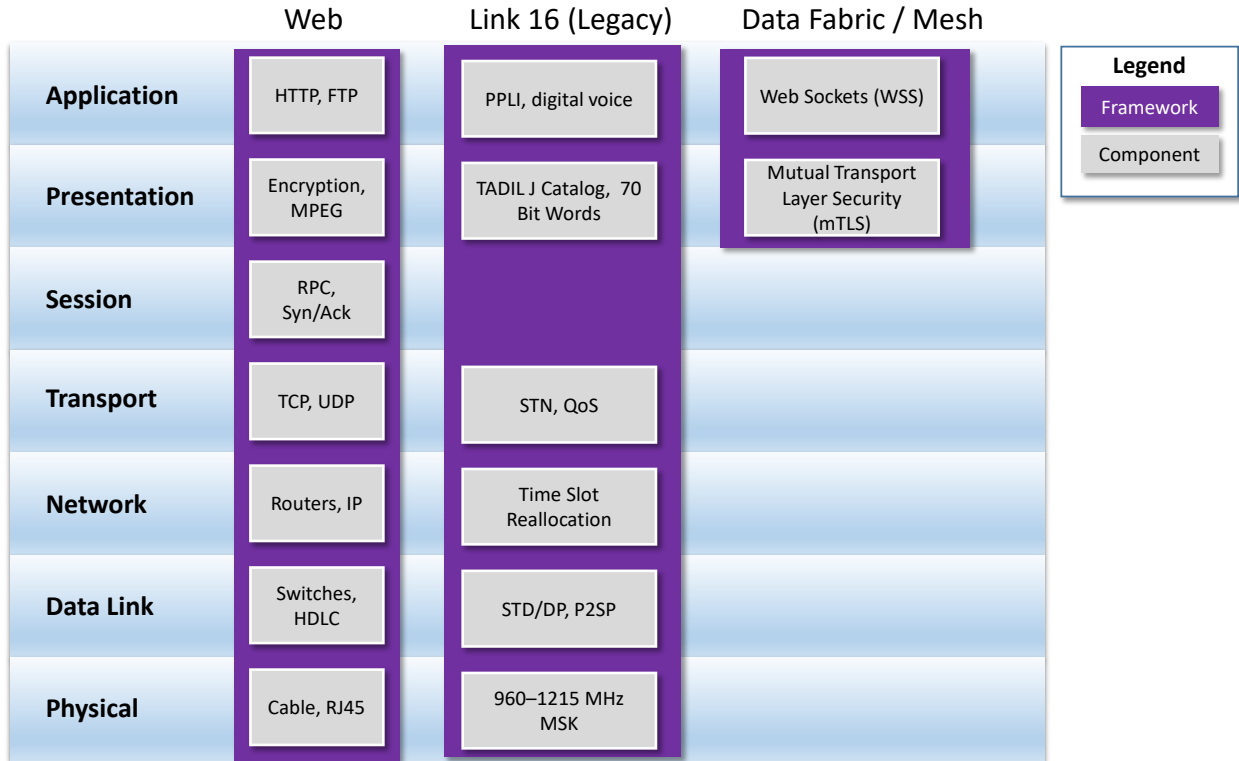 Web
Link 16 (Legacy)
Data Fabric / Mesh
Legend
Framework
Component
Application
HTTP, FTP
PPLI, digital voice
Web Sockets (WSS)
Presentation
Encryption,
MPEG
TADIL J Catalog, 70
Bit Words
Mutual Transport
Layer Security
(mTLS)
Session
RPC,
Syn/Ack
Transport
TCP, UDP
STN, QoS
Network
Routers, IP
Time Slot
Reallocation
Data Link
Switches,
HDLC
STD/DP, P2SP
Physical
Cable, RJ45
960–1215 MHz
MSK